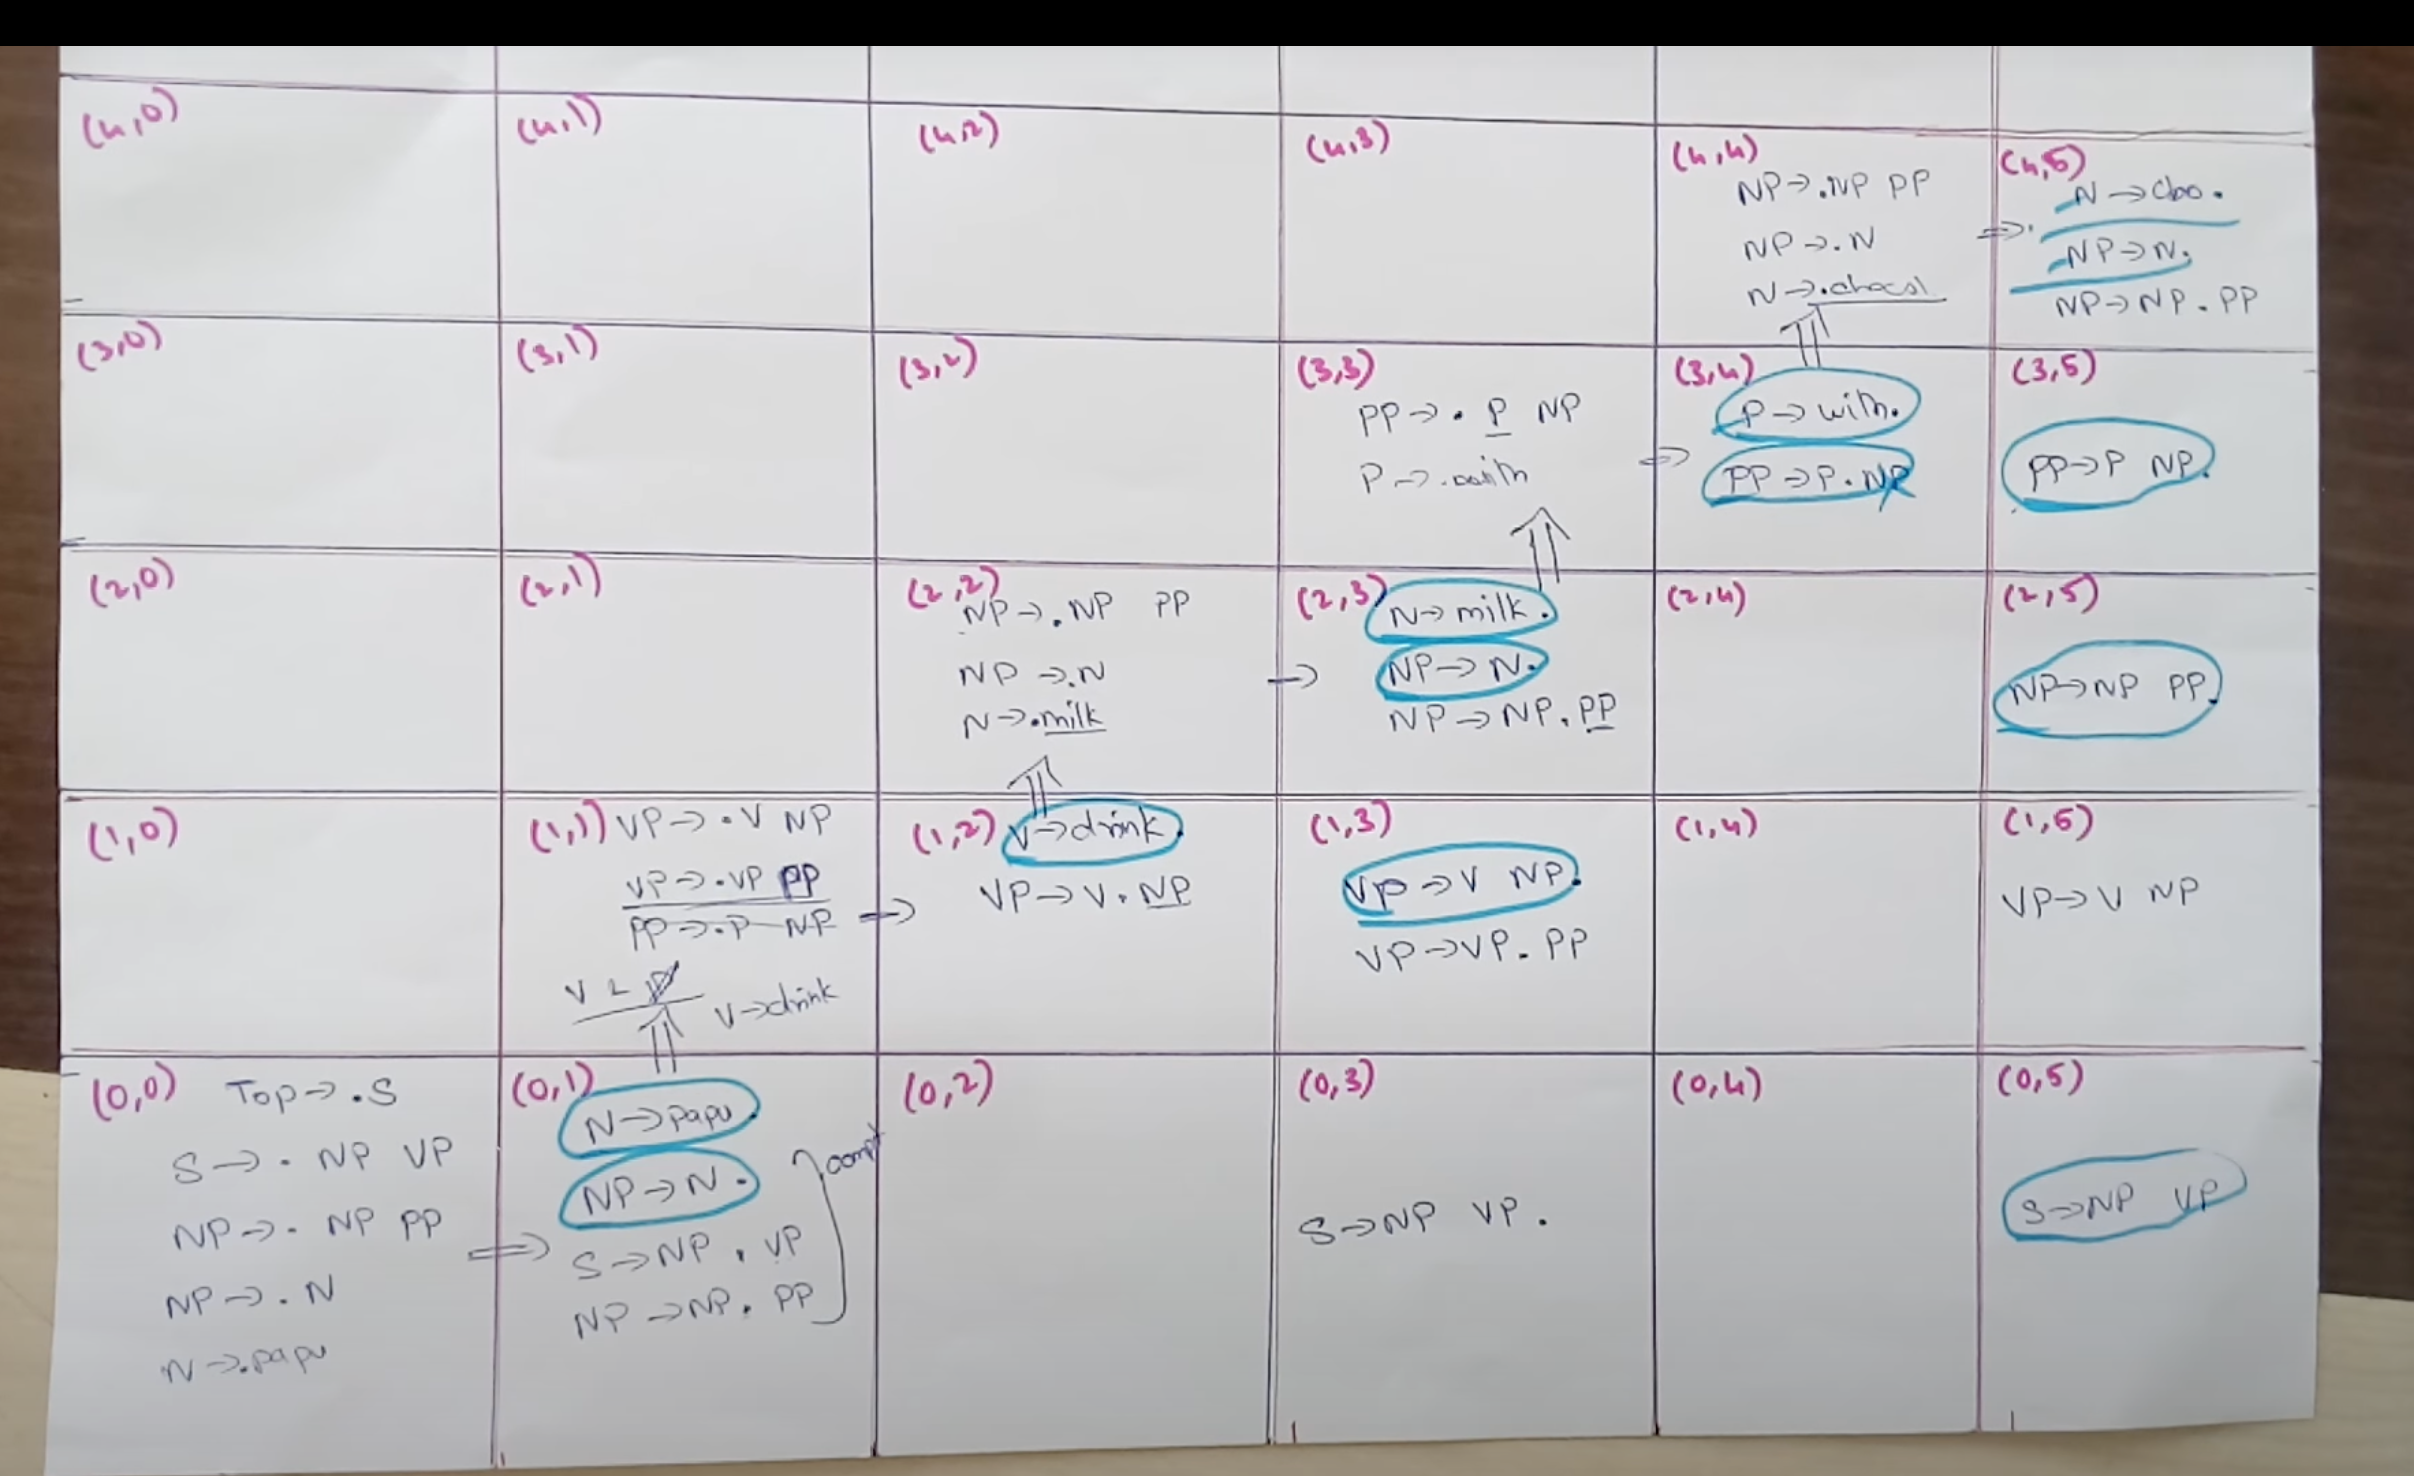 (4,0)
(4,1)
(4,2)
(4,3)
(4,4)
NP→.NP PP
NP→.N
N→.chocol
(4,5)
N→cho.
⇒
NP→N.
NP→NP.PP
(3,0)
(3,1)
(3,2)
(3,3)
PP→. P NP
P→.with
⇒
(3,4)
P→with.
PP→P.NP
(3,5)
PP→P NP.
(2,0)
(2,1)
(2,2)
NP→.NP PP
NP→.N
N→.milk
⇒
(2,3)
N→milk.
NP→N.
NP→NP.PP
(2,4)
(2,5)
NP→NP PP.
(1,0)
(1,1) VP→.V NP
VP→.VP PP
PP→.P NP
V→drink
⇒
(1,2) V→drink.
VP→V.NP
(1,3)
VP→V NP.
VP→VP.PP
(1,4)
(1,5)
VP→V NP
(0,0) Top→.S
S→. NP VP
NP→. NP PP
NP→.N
N→.papu
⇒
(0,1)
N→papu.
NP→N.
S→NP . VP
NP→NP. PP
(0,2)
(0,3)
S→NP VP.
(0,4)
(0,5)
S→NP VP